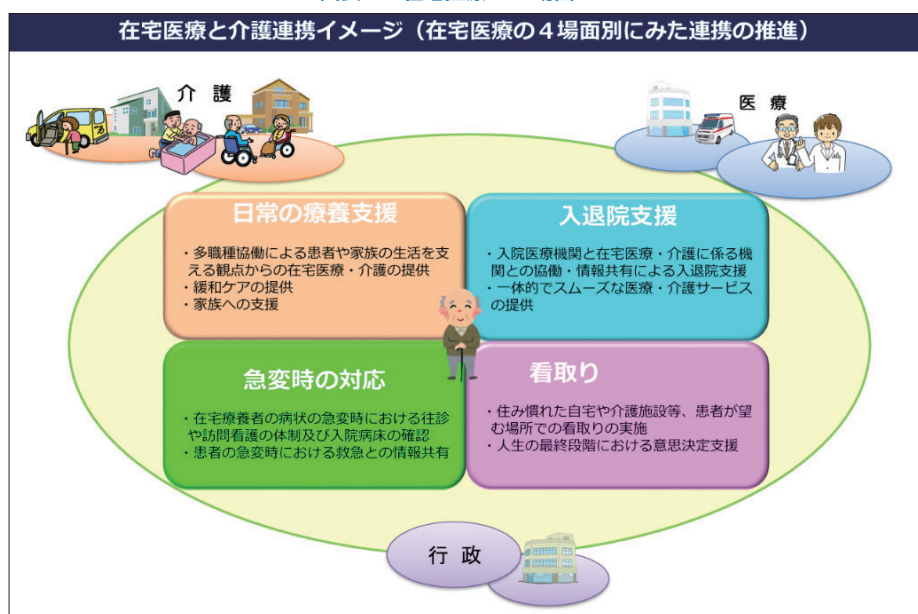 在宅医療と介護連携イメージ（在宅医療の４場面別にみた連携の推進）
介 護
医 療
日常の療養支援
・多職種協働による患者や家族の生活を支
える観点からの在宅医療・介護の提供
・緩和ケアの提供
・家族への支援
入退院支援
・入院医療機関と在宅医療・介護に係る機
関との協働・情報共有による入退院支援
・一体的でスムーズな医療・介護サービス
の提供
急変時の対応
・在宅療養者の病状の急変時における往診
や訪問看護の体制及び入院病床の確認
・患者の急変時における救急との情報共有
看取り
・住み慣れた自宅や介護施設等、患者が望
む場所での看取りの実施
・人生の最終段階における意思決定支援
行 政